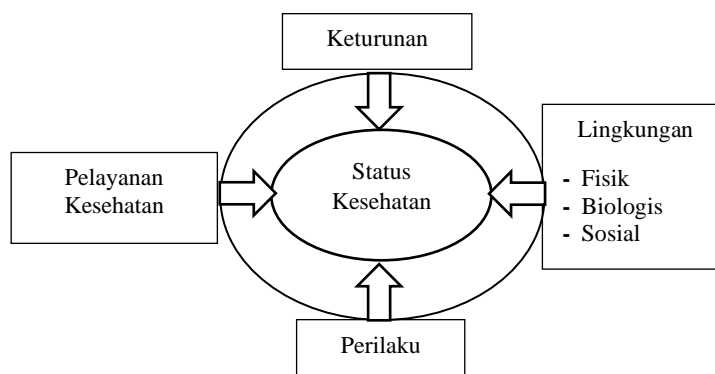 Keturunan
Lingkungan
- Fisik
- Biologis
- Sosial
Pelayanan
Kesehatan
Status
Kesehatan
Perilaku